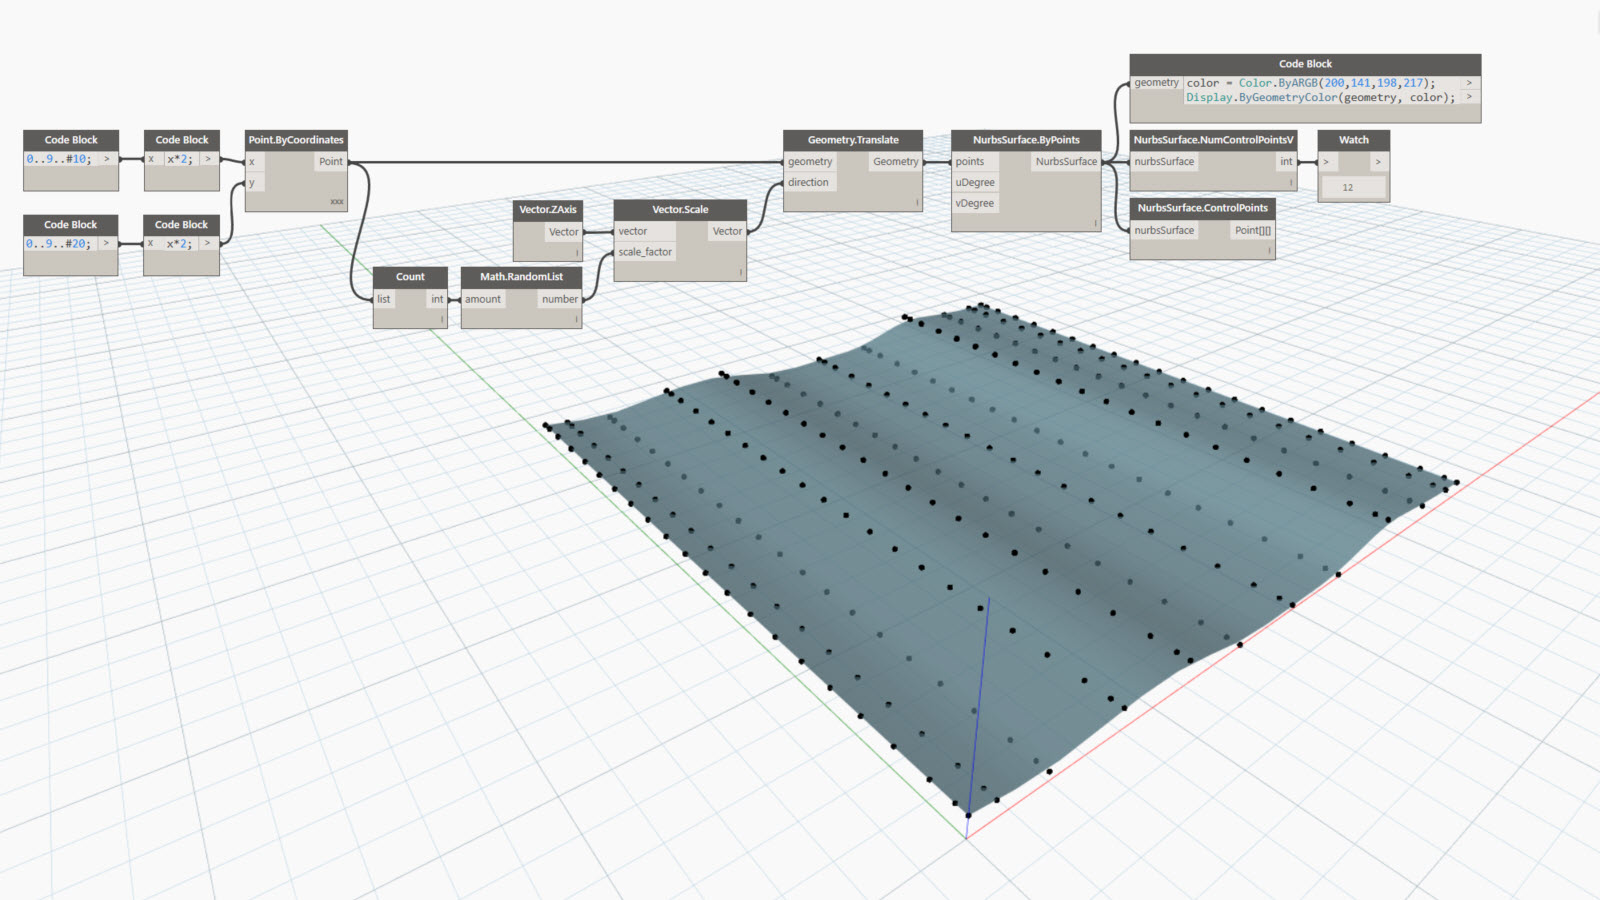 Code Block
geometry color = Color.ByARGB(200,141,198,217); >
Display.ByGeometryColor(geometry, color); >
Code Block
0..9..#10; >
Code Block
x x*2; >
Point.ByCoordinates
x Point
y
xxx
Code Block
0..9..#20; >
Code Block
x x*2; >
Count
list int
l
Math.RandomList
amount number
l
Vector.ZAxis
Vector
l
Vector.Scale
vector Vector
scale_factor
l
Geometry.Translate
geometry Geometry
direction
l
NurbsSurface.ByPoints
points NurbsSurface
uDegree
vDegree
l
NurbsSurface.NumControlPointsV
nurbsSurface int
l
Watch
> >
12
NurbsSurface.ControlPoints
nurbsSurface Point[][]
l